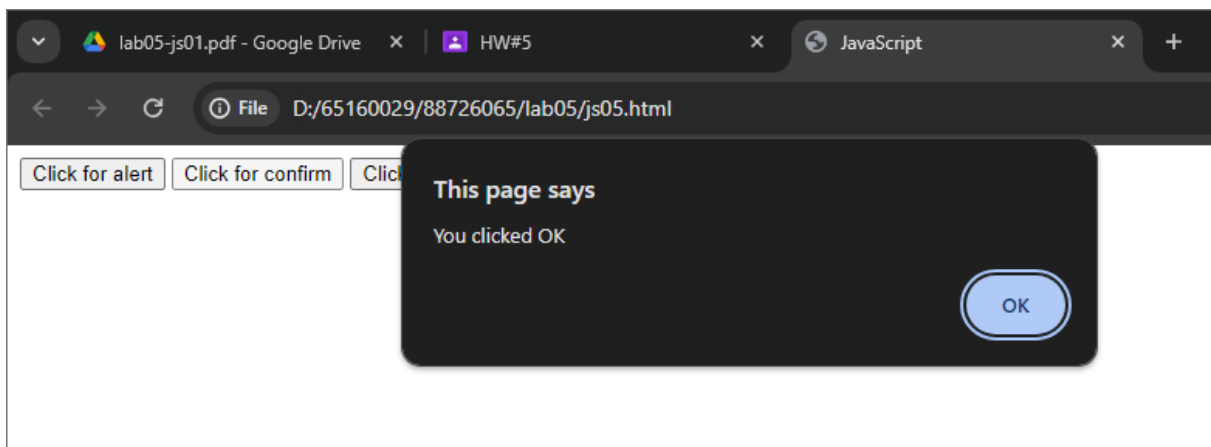 lab05-js01.pdf - Google Drive
HW#5
JavaScript
File D:/65160029/88726065/lab05/js05.html
Click for alert Click for confirm
This page says
You clicked OK
OK